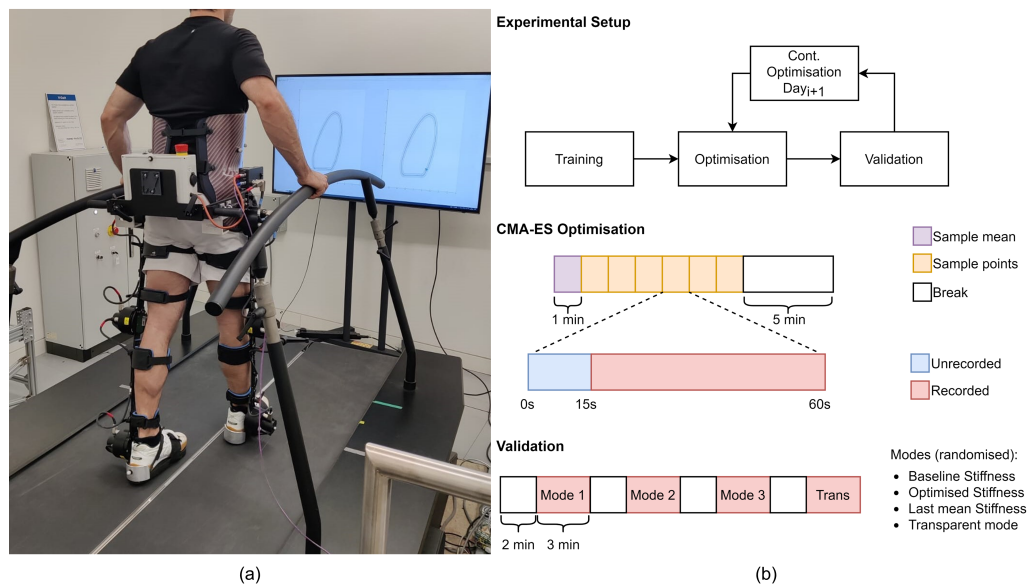 Experimental Setup
Cont.
Optimisation
Dayi+1
Training
Optimisation
Validation
CMA-ES Optimisation
Sample mean
Sample points
Break
1 min
5 min
Unrecorded
Recorded
0s
15s
60s
Validation
Modes (randomised):
• Baseline Stiffness
• Optimised Stiffness
• Last mean Stiffness
• Transparent mode
Mode 1
Mode 2
Mode 3
Trans
2 min
3 min
(a)
(b)